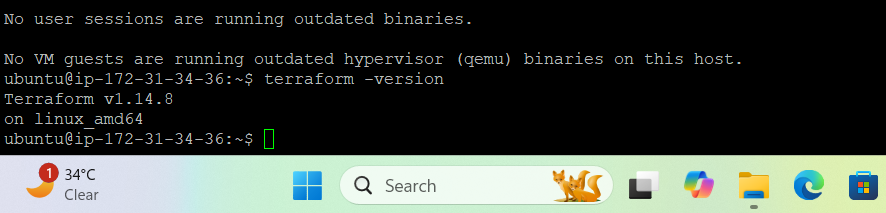 No user sessions are running outdated binaries.
No VM guests are running outdated hypervisor (qemu) binaries on this host.
ubuntu@ip-172-31-34-36:~$ terraform -version
Terraform v1.14.8
on linux_amd64
ubuntu@ip-172-31-34-36:~$
1
34°C
Clear
Search